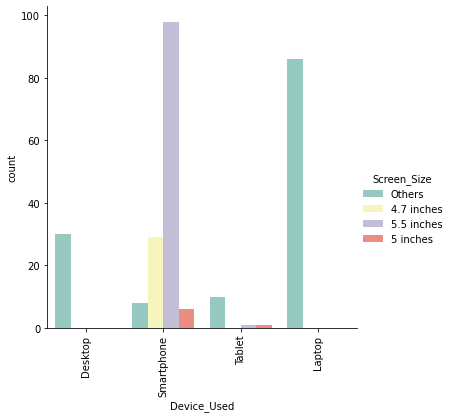 100
80
60
40
20
0
count
Desktop
Smartphone
Tablet
Laptop
Device_Used
Screen_Size
Others
4.7 inches
5.5 inches
5 inches